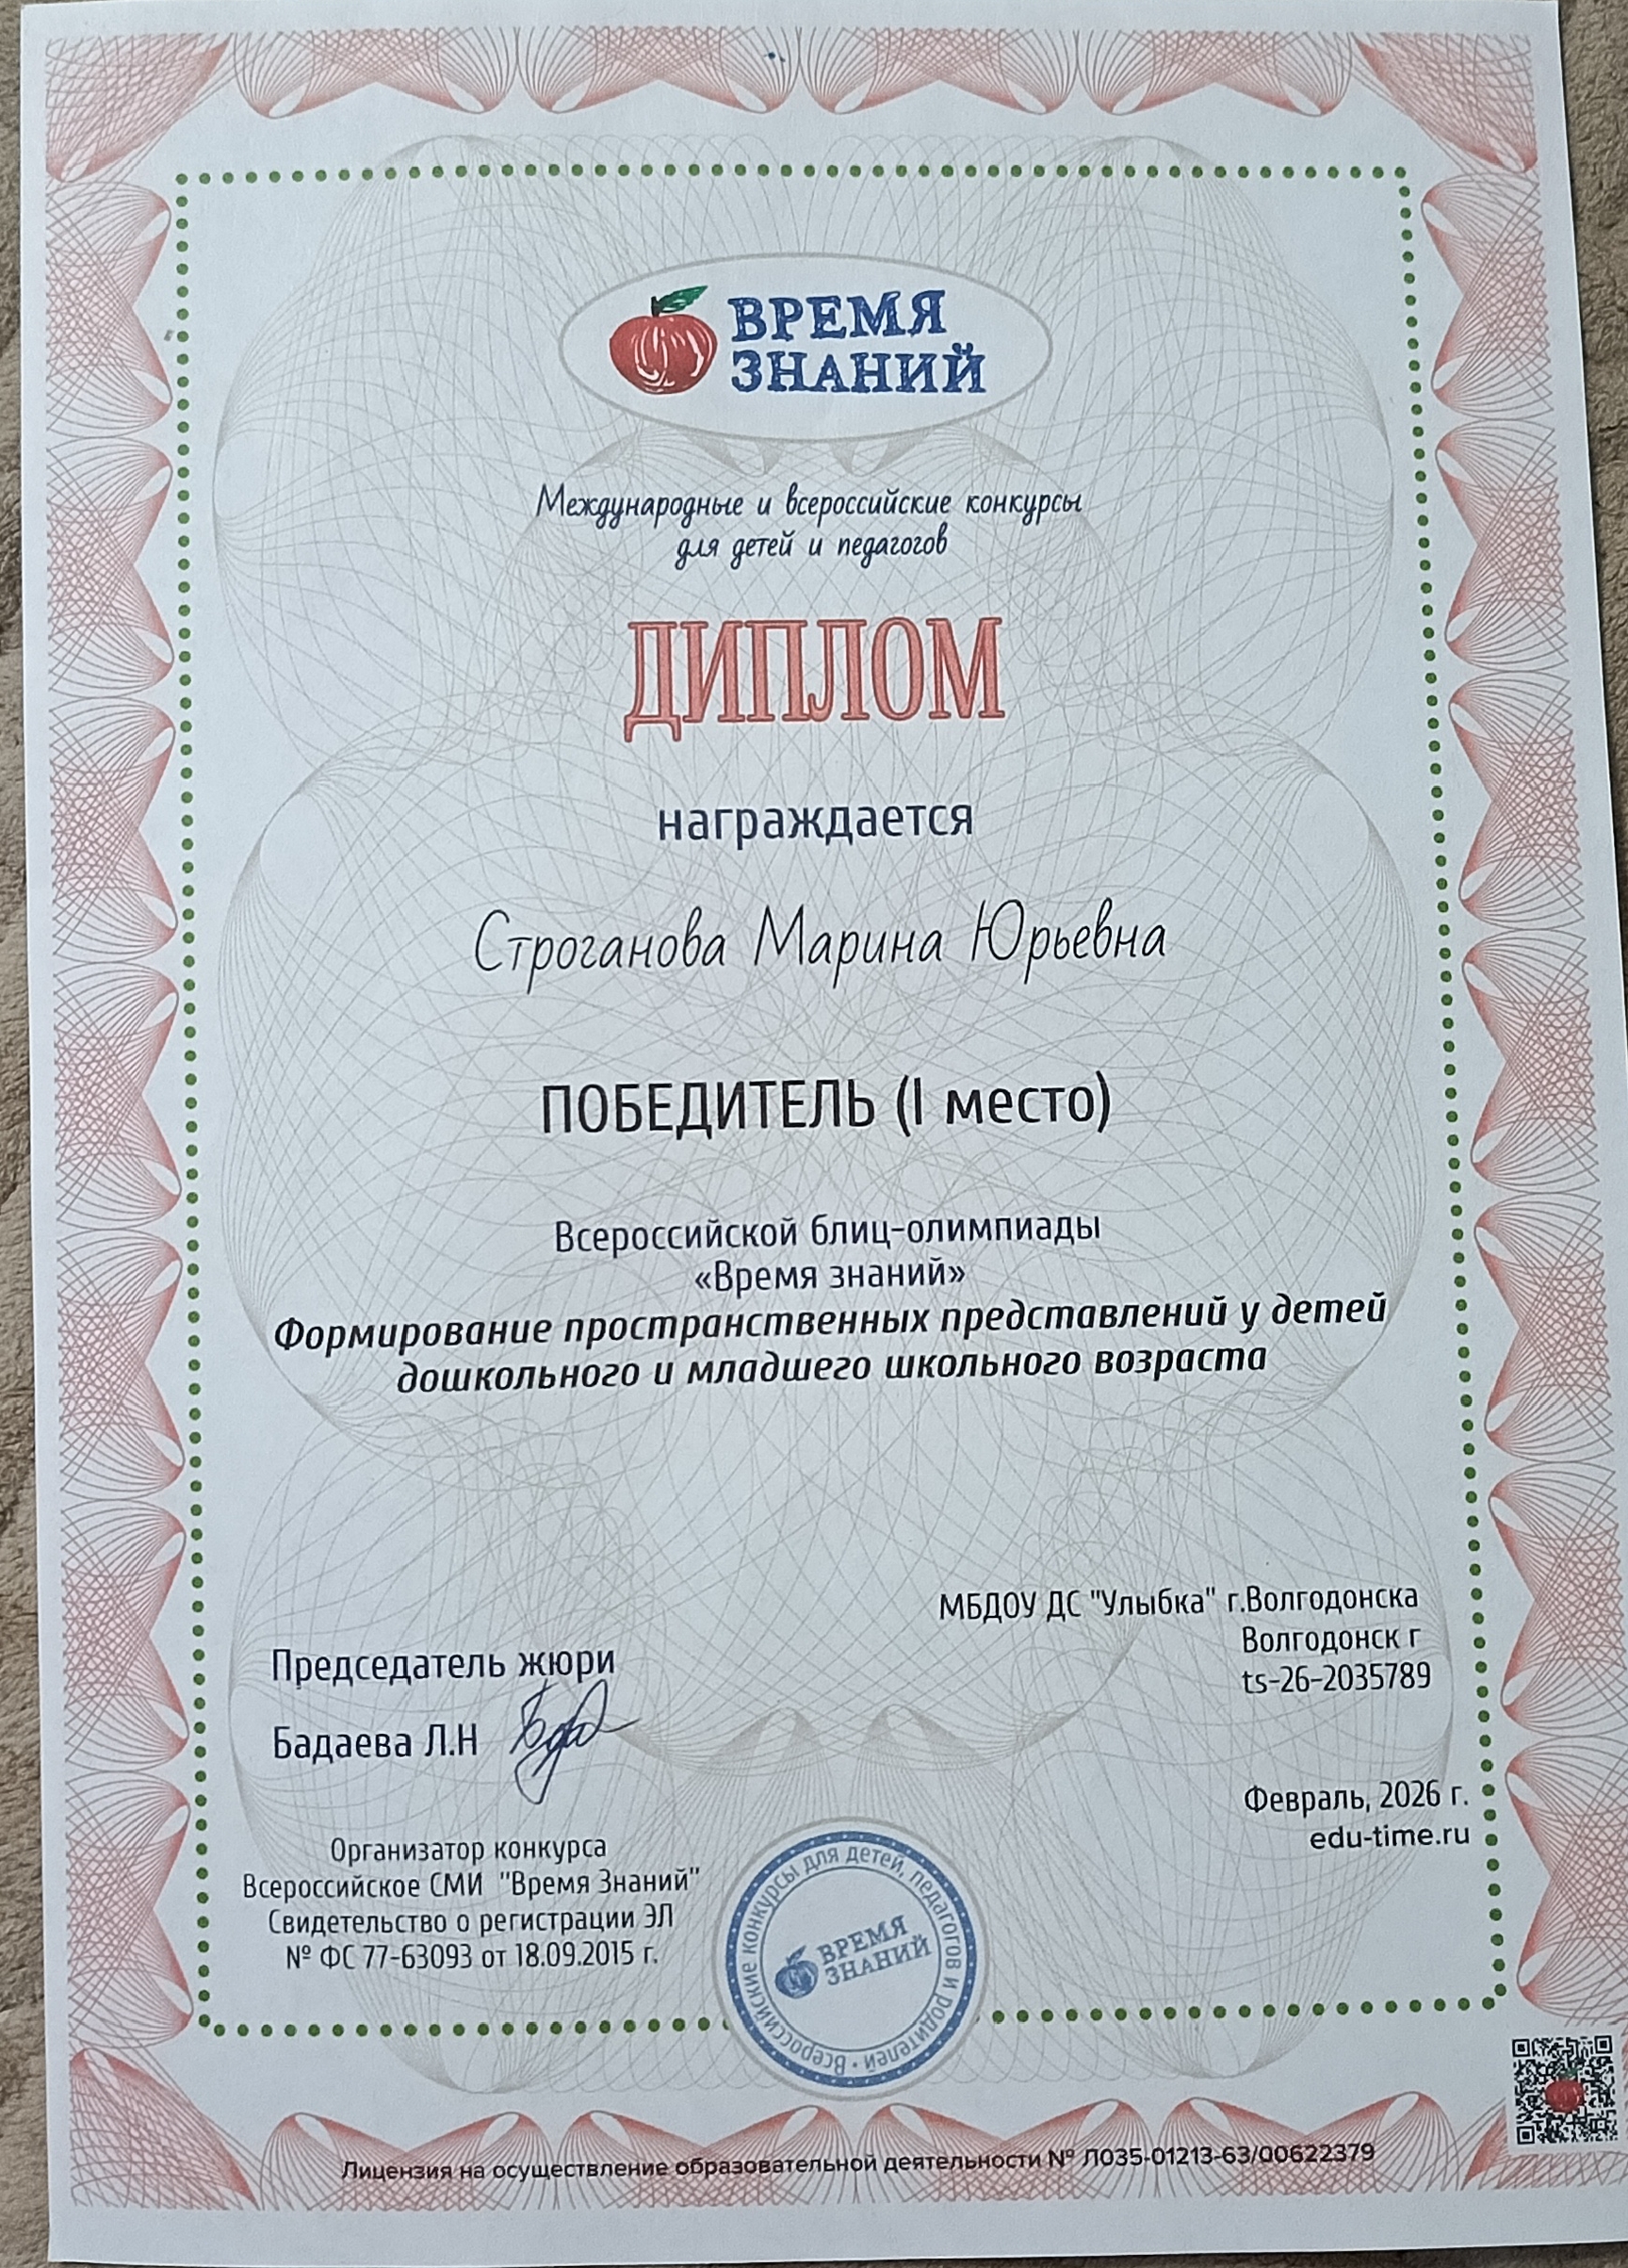 ВРЕМЯ
ЗНАНИЙ
Международные и всероссийские конкурсы
для детей и педагогов
ДИПЛОМ
награждается
Строганова Марина Юрьевна
ПОБЕДИТЕЛЬ (I место)
Всероссийской блиц-олимпиады
«Время знаний»
Формирование пространственных представлений у детей
дошкольного и младшего школьного возраста
МБДОУ ДС "Улыбка" г.Волгодонска
Волгодонск г
ts-26-2035789
Председатель жюри
Бадаева Л.Н
Февраль, 2026 г.
edu-time.ru
Организатор конкурса
Всероссийское СМИ "Время Знаний"
Свидетельство о регистрации ЭЛ
№ ФС 77-63093 от 18.09.2015 г.
Всероссийские конкурсы для детей, педагогов и родителей •
ВРЕМЯ
ЗНАНИЙ
Лицензия на осуществление образовательной деятельности № Л035-01213-63/00622379